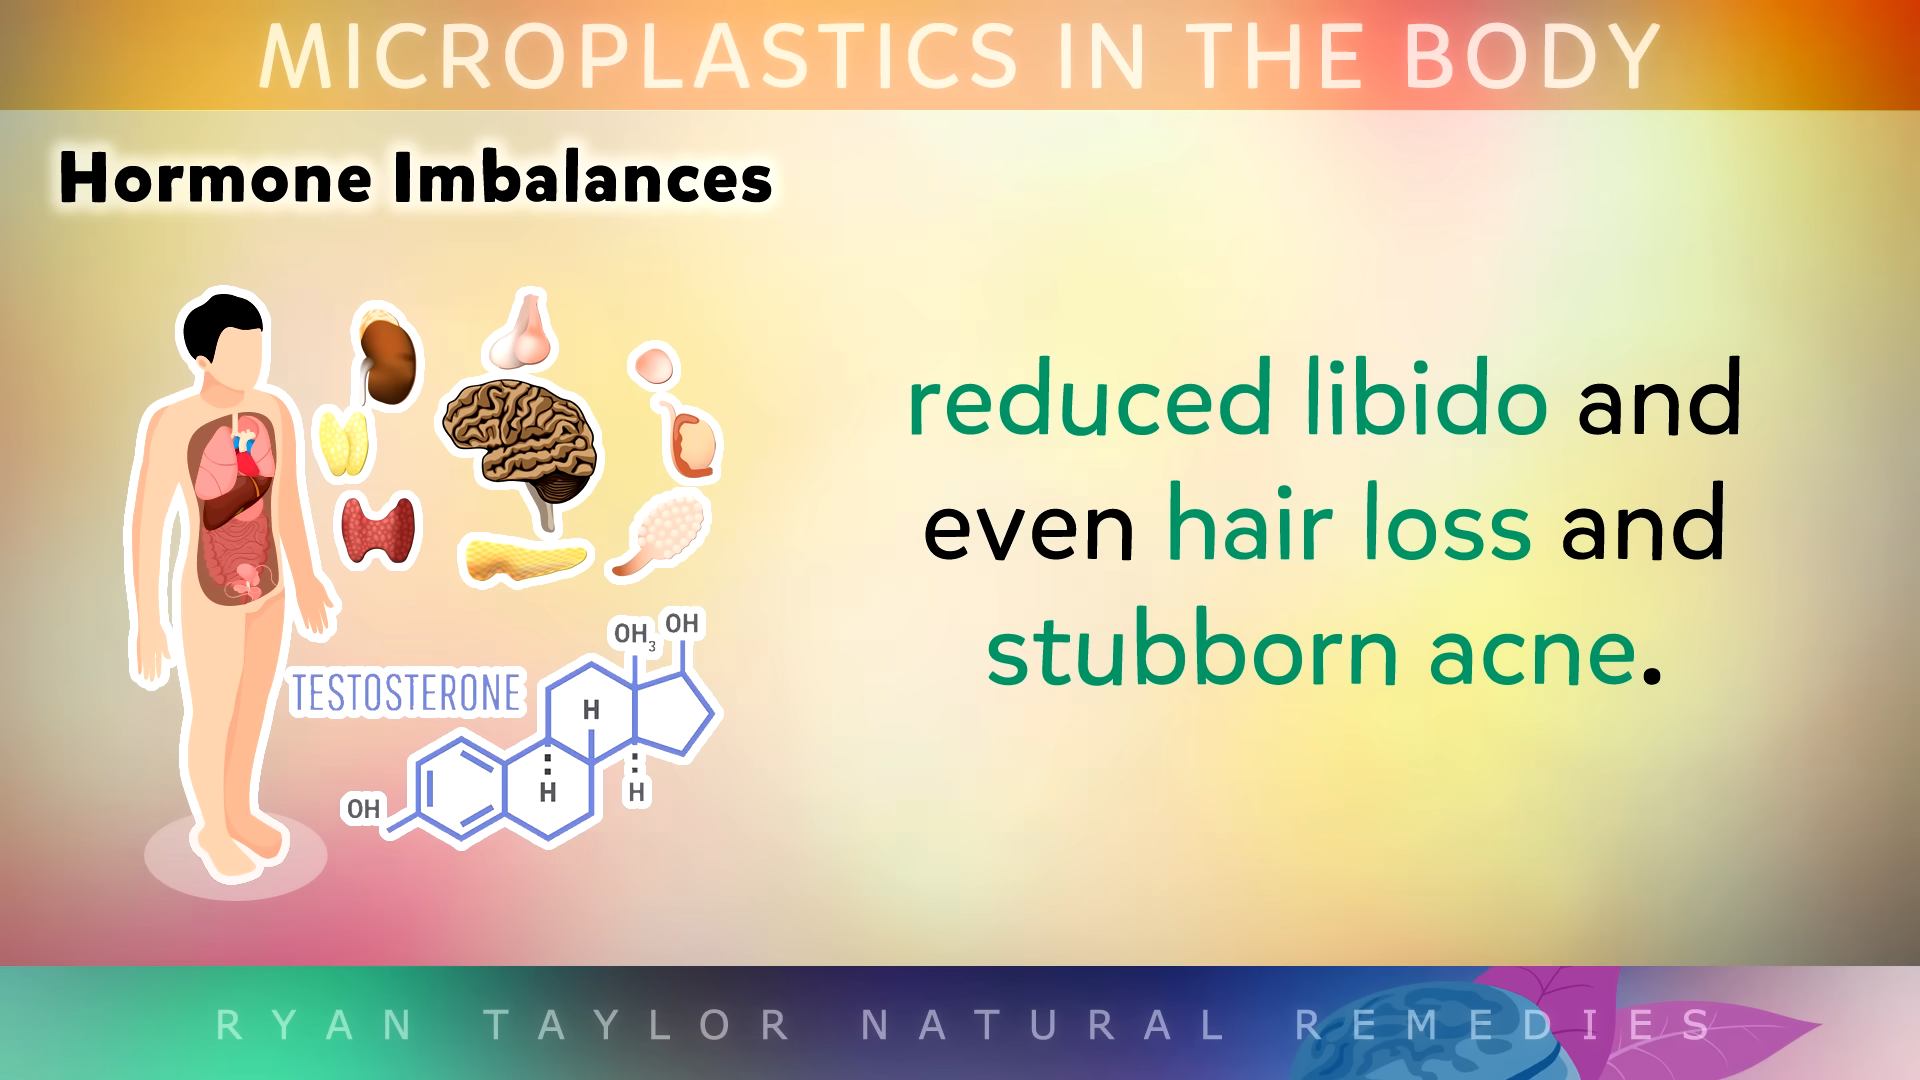 MICROPLASTICS IN THE BODY
Hormone Imbalances
reduced libido and
even hair loss and
stubborn acne.
TESTOSTERONE
OH₃
OH
H
H
H
OH
RYAN TAYLOR NATURAL REMEDIES